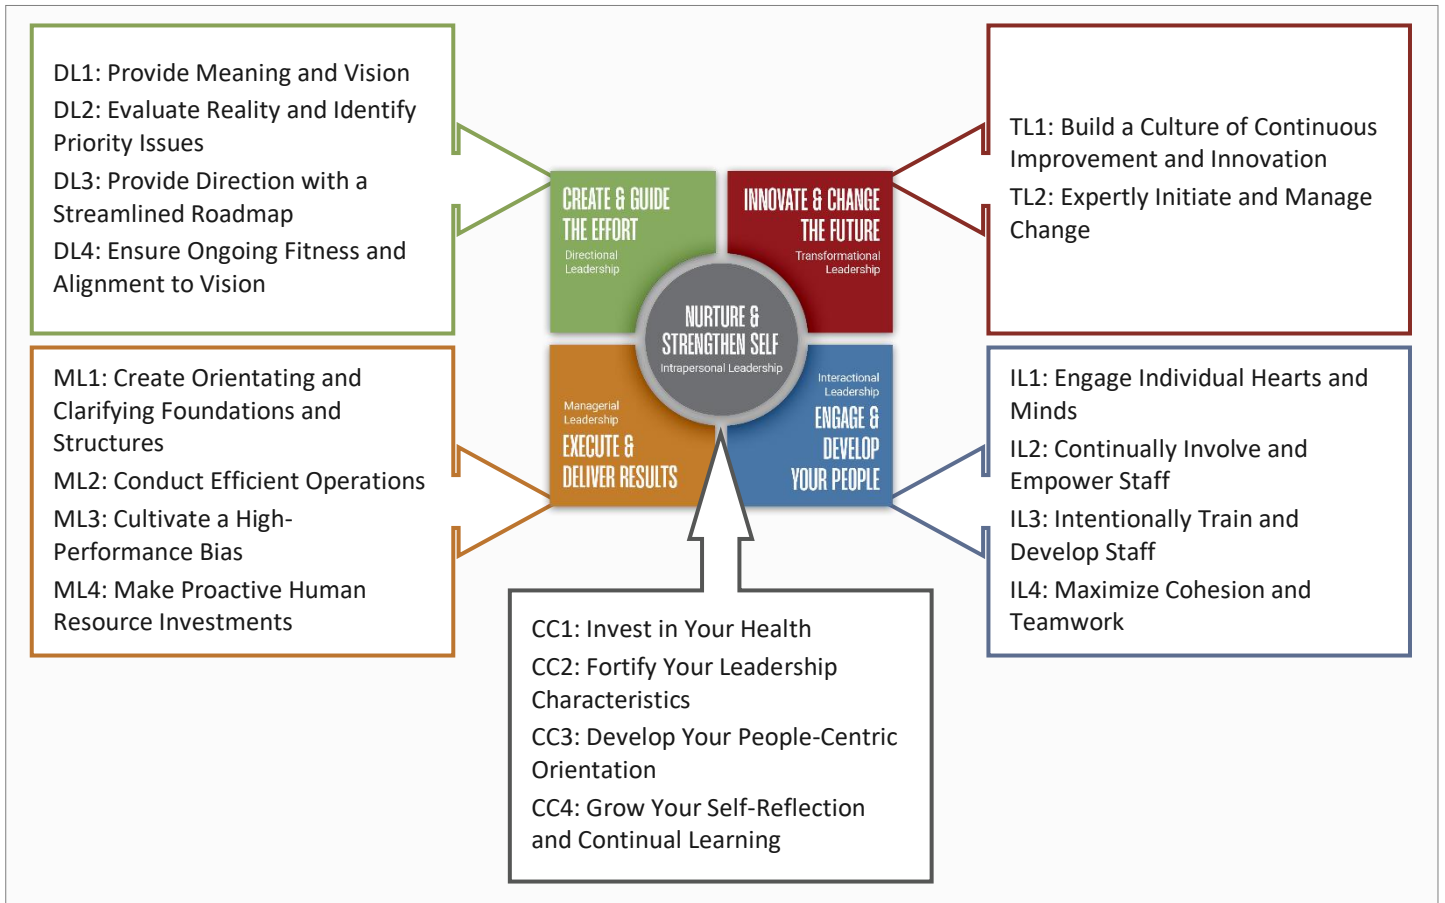 DL1: Provide Meaning and Vision
DL2: Evaluate Reality and Identify
Priority Issues
DL3: Provide Direction with a
Streamlined Roadmap
DL4: Ensure Ongoing Fitness and
Alignment to Vision
TL1: Build a Culture of Continuous
Improvement and Innovation
TL2: Expertly Initiate and Manage
Change
CREATE & GUIDE
THE EFFORT
Directional
Leadership
INNOVATE & CHANGE
THE FUTURE
Transformational
Leadership
NURTURE &
STRENGTHEN SELF
Intrapersonal Leadership
Managerial
Leadership
EXECUTE &
DELIVER RESULTS
Interactional
Leadership
ENGAGE &
DEVELOP
YOUR PEOPLE
ML1: Create Orientating and
Clarifying Foundations and
Structures
ML2: Conduct Efficient Operations
ML3: Cultivate a High-
Performance Bias
ML4: Make Proactive Human
Resource Investments
IL1: Engage Individual Hearts and
Minds
IL2: Continually Involve and
Empower Staff
IL3: Intentionally Train and
Develop Staff
IL4: Maximize Cohesion and
Teamwork
CC1: Invest in Your Health
CC2: Fortify Your Leadership
Characteristics
CC3: Develop Your People-Centric
Orientation
CC4: Grow Your Self-Reflection
and Continual Learning